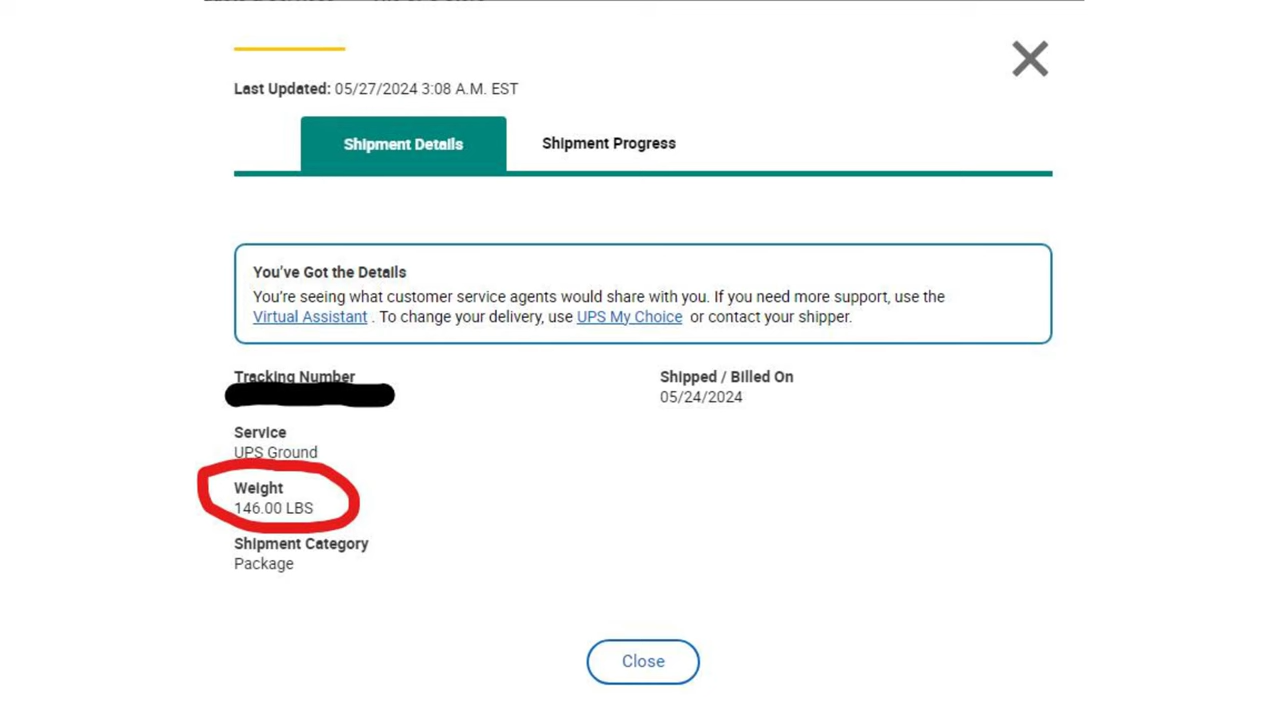 Last Updated: 05/27/2024 3:08 A.M. EST
Shipment Details
Shipment Progress
You've Got the Details
You're seeing what customer service agents would share with you. If you need more support, use the
Virtual Assistant . To change your delivery, use UPS My Choice or contact your shipper.
Tracking Number
Shipped / Billed On
05/24/2024
Service
UPS Ground
Weight
146.00 LBS
Shipment Category
Package
Close